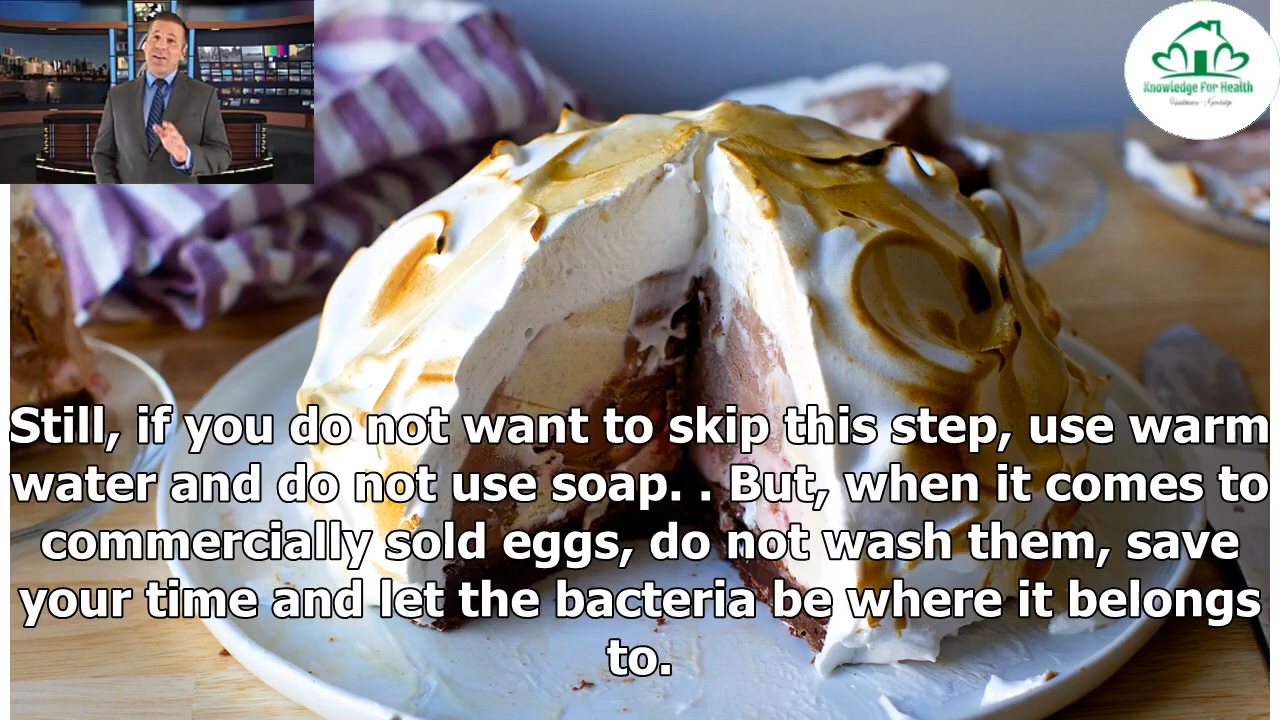 Knowledge For Health
Healthcare - Knowledge
Still, if you do not want to skip this step, use warm
water and do not use soap. . But, when it comes to
commercially sold eggs, do not wash them, save
your time and let the bacteria be where it belongs
to.